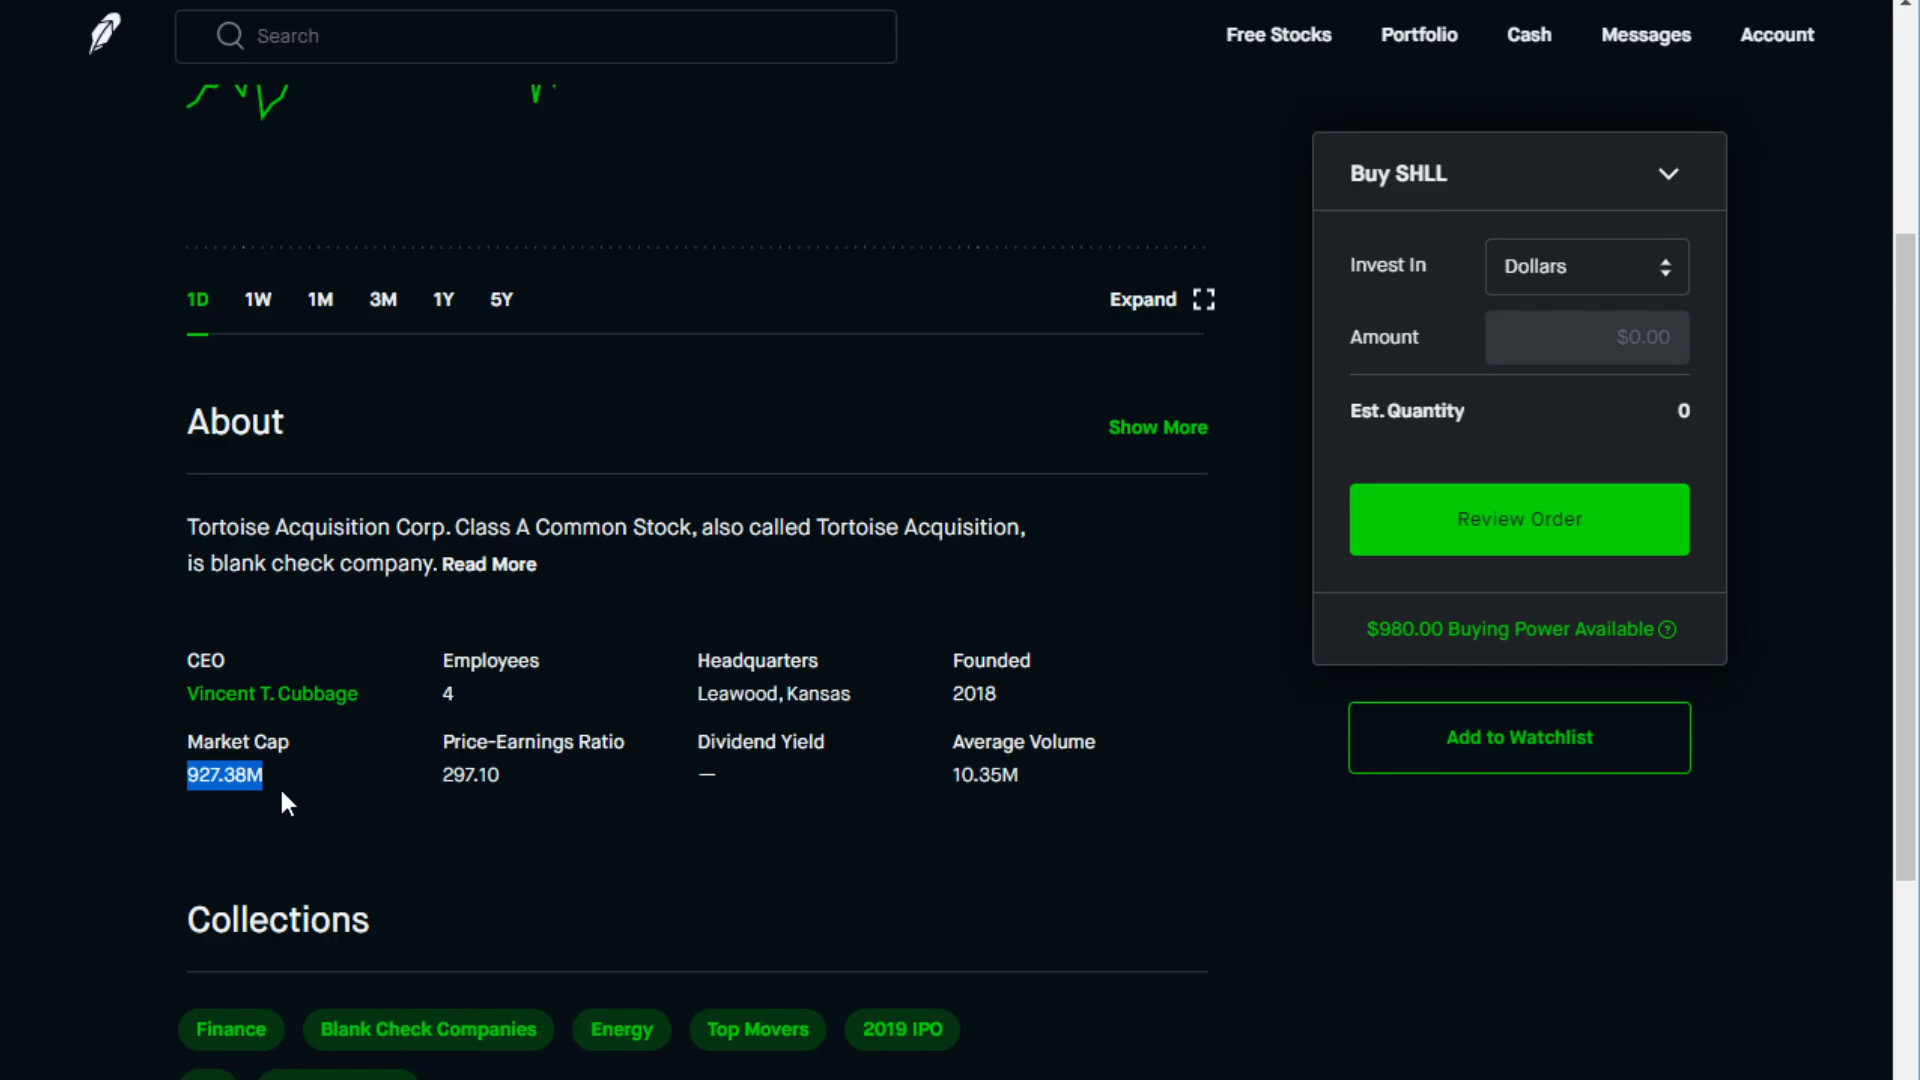 Search
Free Stocks
Portfolio
Cash
Messages
Account
Buy SHLL
Invest In
Dollars
Amount
$0.00
Est. Quantity
0
Review Order
$980.00 Buying Power Available
Add to Watchlist
1D
1W
1M
3M
1Y
5Y
Expand
About
Show More
Tortoise Acquisition Corp. Class A Common Stock, also called Tortoise Acquisition,
is blank check company. Read More
CEO
Employees
Headquarters
Founded
Vincent T. Cubbage
4
Leawood, Kansas
2018
Market Cap
Price-Earnings Ratio
Dividend Yield
Average Volume
927.38M
297.10
—
10.35M
Collections
Finance
Blank Check Companies
Energy
Top Movers
2019 IPO